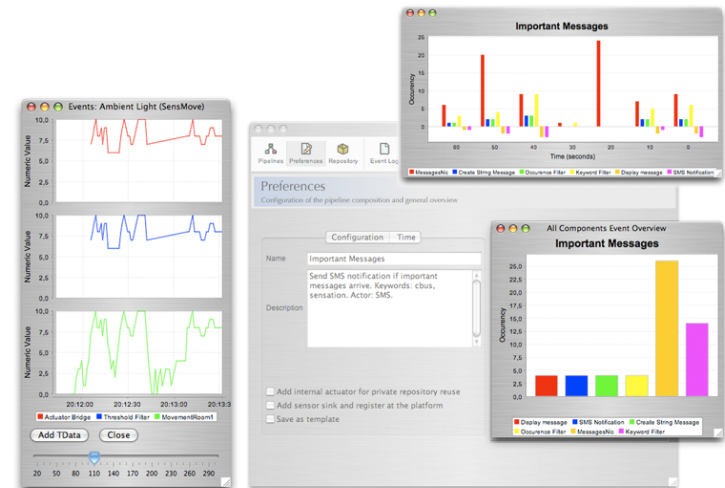 Important Messages
Occurency
25
20
15
10
5
0
60
50
40
30
20
10
0
Time (seconds)
MessagesNic
Create String Message
Occurence Filter
Keyword Filter
Display message
SMS Notification
Events: Ambient Light (SensMove)
Numeric Value
10,0
7,5
5,0
2,5
0,0
Numeric Value
10,0
7,5
5,0
2,5
0,0
Numeric Value
10,0
7,5
5,0
2,5
0,0
20:12:00
20:12:30
20:13:00
20:13:3
Actuator Bridge
Threshold Filter
MovementRoom1
Add TData
Close
20 50 80 110 140 170 200 230 260 290
Pipelines
Preferences
Repository
Event Log
Preferences
Configuration of the pipeline composition and general overview
Configuration
Time
Name
Important Messages
Description
Send SMS notification if important
messages arrive. Keywords: cbus,
sensation. Actor: SMS.
Add internal actuator for private repository reuse
Add sensor sink and register at the platform
Save as template
All Components Event Overview
Important Messages
Occurency
25,0
22,5
20,0
17,5
15,0
12,5
10,0
7,5
5,0
2,5
0,0
Display message
SMS Notification
Create String Message
Occurence Filter
MessagesNic
Keyword Filter